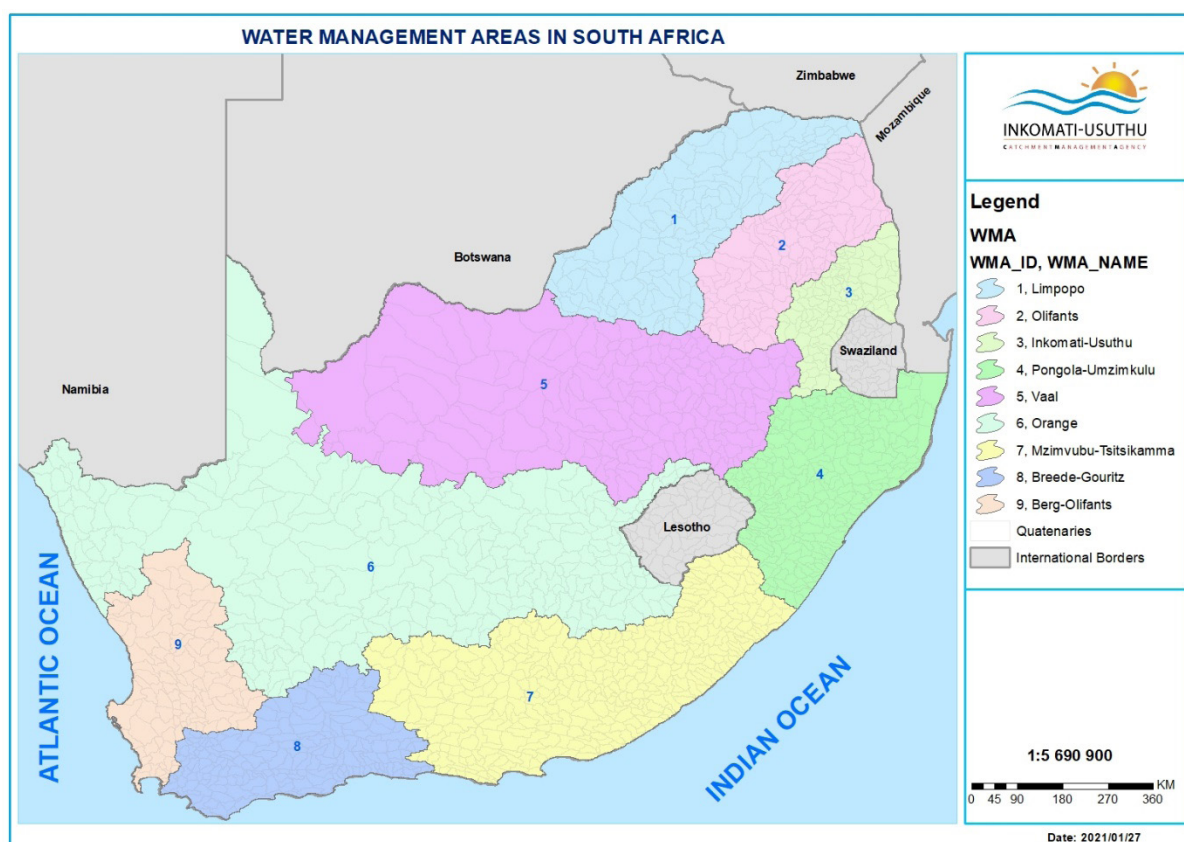 WATER MANAGEMENT AREAS IN SOUTH AFRICA
Zimbabwe
Mozambique
Botswana
Namibia
Swaziland
Lesotho
1
2
3
4
5
6
7
8
9
ATLANTIC OCEAN
INDIAN OCEAN
INKOMATI-USUTHU
CATCHMENT MANAGEMENT AGENCY
Legend
WMA
WMA_ID, WMA_NAME
1, Limpopo
2, Olifants
3, Inkomati-Usuthu
4, Pongola-Umzimkulu
5, Vaal
6, Orange
7, Mzimvubu-Tsitsikamma
8, Breede-Gouritz
9, Berg-Olifants
Quatenaries
International Borders
1:5 690 900
KM
0 45 90 180 270 360
Date: 2021/01/27